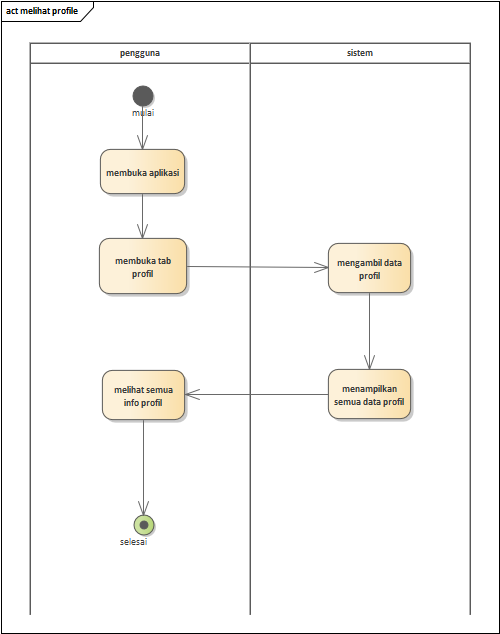 act melihat profile
pengguna
sistem
mulai
membuka aplikasi
membuka tab
profil
mengambil data
profil
melihat semua
info profil
menampilkan
semua data profil
selesai